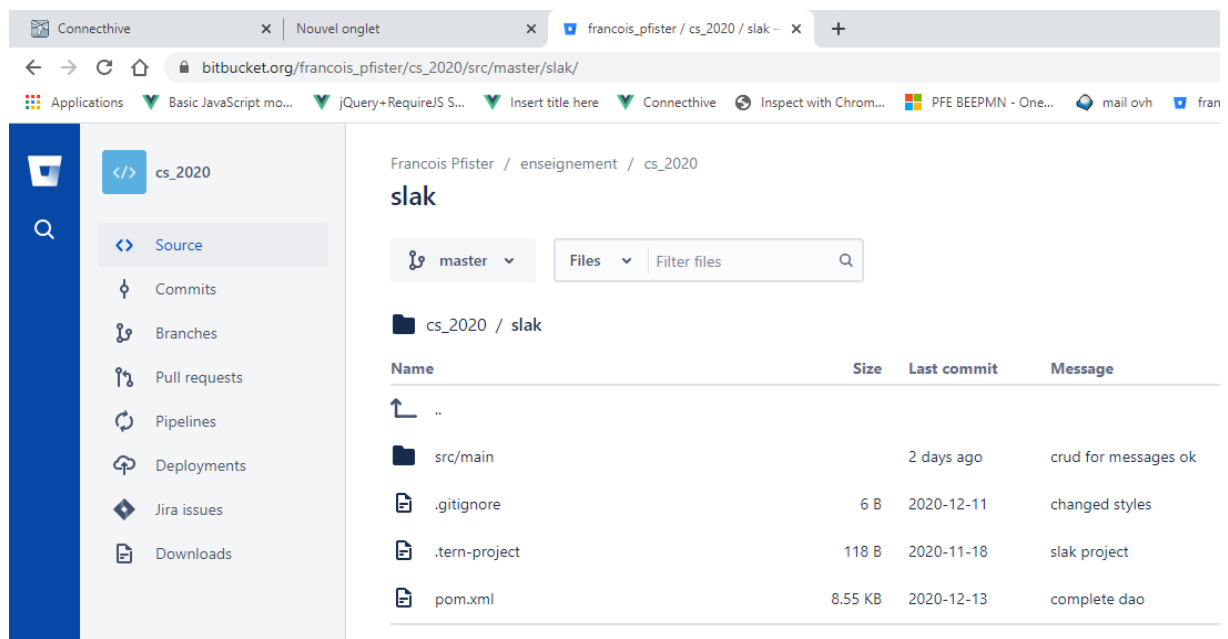 Connecthive Nouvel onglet francois_pfister / cs_2020 / slak –
bitbucket.org/francois_pfister/cs_2020/src/master/slak/
Applications Basic JavaScript mo... jQuery+RequireJS S... Insert title here Connecthive Inspect with Chrom... PFE BEEPMN - One... mail ovh fran
cs_2020
Source
Commits
Branches
Pull requests
Pipelines
Deployments
Jira issues
Downloads
Francois Pfister / enseignement / cs_2020
slak
master Files Filter files
cs_2020 / slak
Name Size Last commit Message
..
src/main 2 days ago crud for messages ok
.gitignore 6 B 2020-12-11 changed styles
.tern-project 118 B 2020-11-18 slak project
pom.xml 8.55 KB 2020-12-13 complete dao